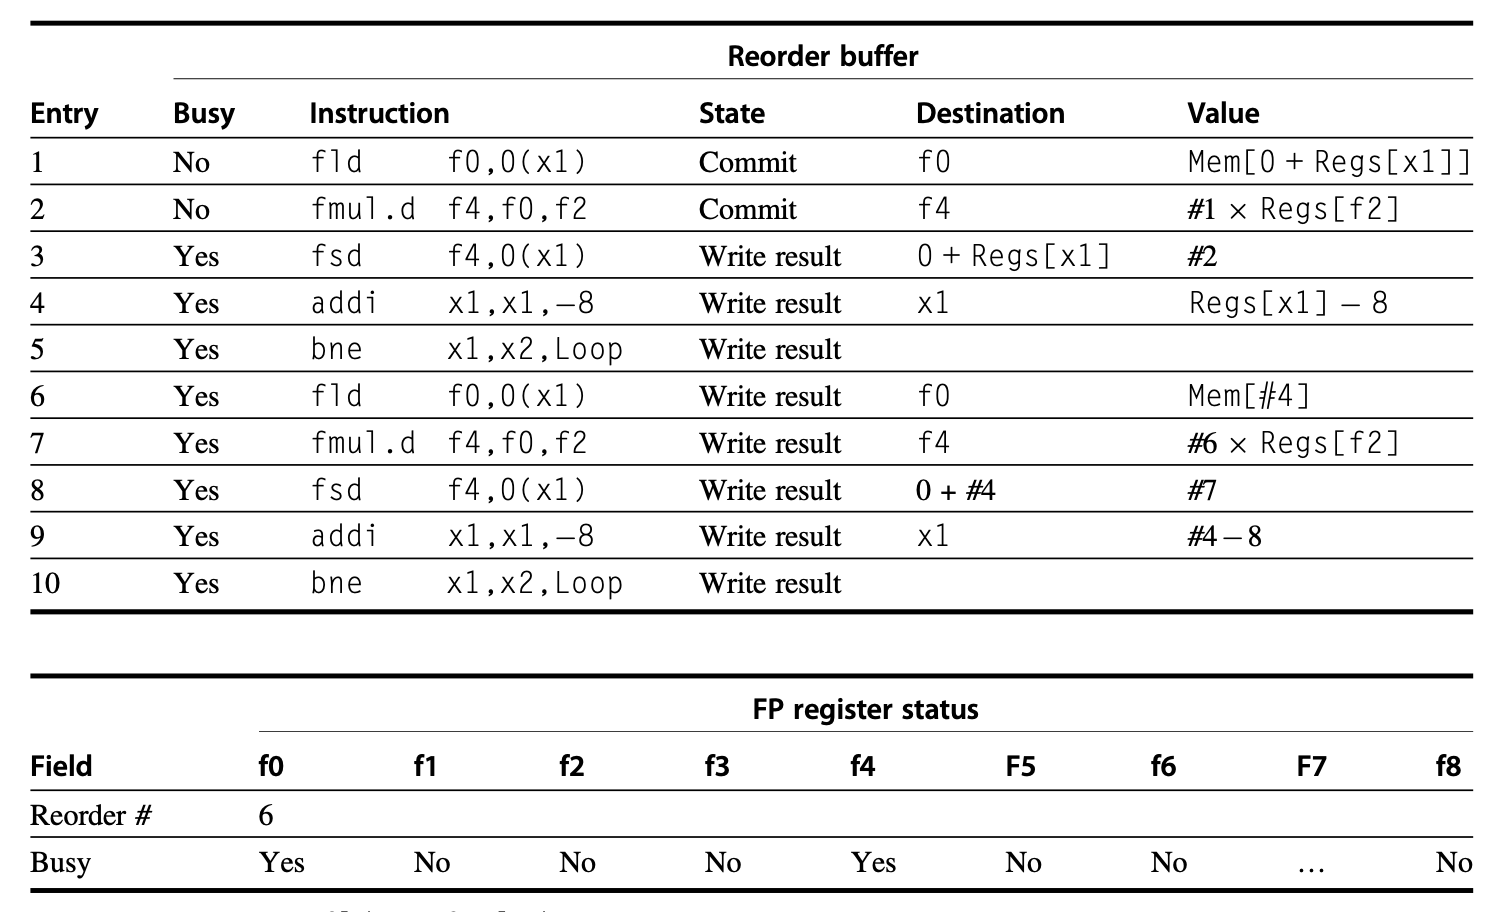 Reorder buffer
Entry Busy Instruction State Destination Value
1 No fld f0,0(x1) Commit f0 Mem[0 + Regs[x1]]
2 No fmul.d f4,f0,f2 Commit f4 #1 × Regs[f2]
3 Yes fsd f4,0(x1) Write result 0 + Regs[x1] #2
4 Yes addi x1,x1,−8 Write result x1 Regs[x1] − 8
5 Yes bne x1,x2,Loop Write result
6 Yes fld f0,0(x1) Write result f0 Mem[#4]
7 Yes fmul.d f4,f0,f2 Write result f4 #6 × Regs[f2]
8 Yes fsd f4,0(x1) Write result 0 + #4 #7
9 Yes addi x1,x1,−8 Write result x1 #4 − 8
10 Yes bne x1,x2,Loop Write result
FP register status
Field f0 f1 f2 f3 f4 F5 f6 F7 f8
Reorder # 6
Busy Yes No No No Yes No No … No